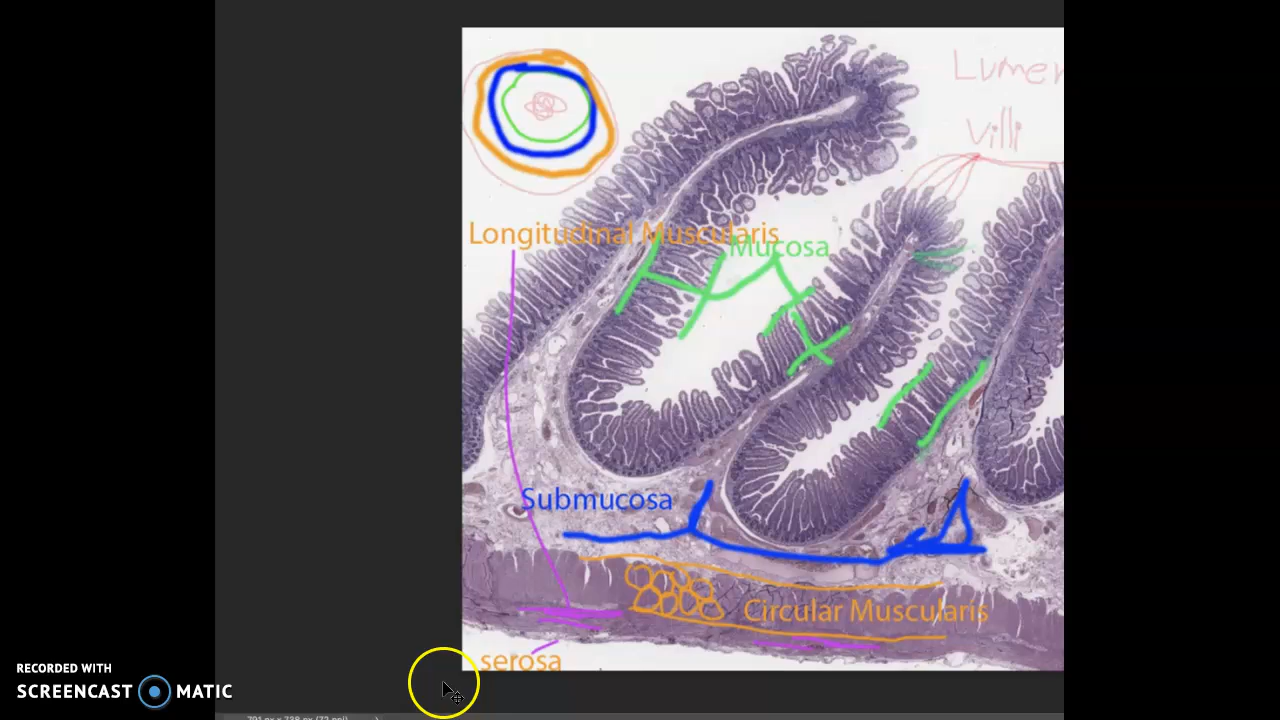 Lumen
Villi
Longitudinal Muscularis
Mucosa
Submucosa
Circular Muscularis
serosa
RECORDED WITH
SCREENCAST MATIC